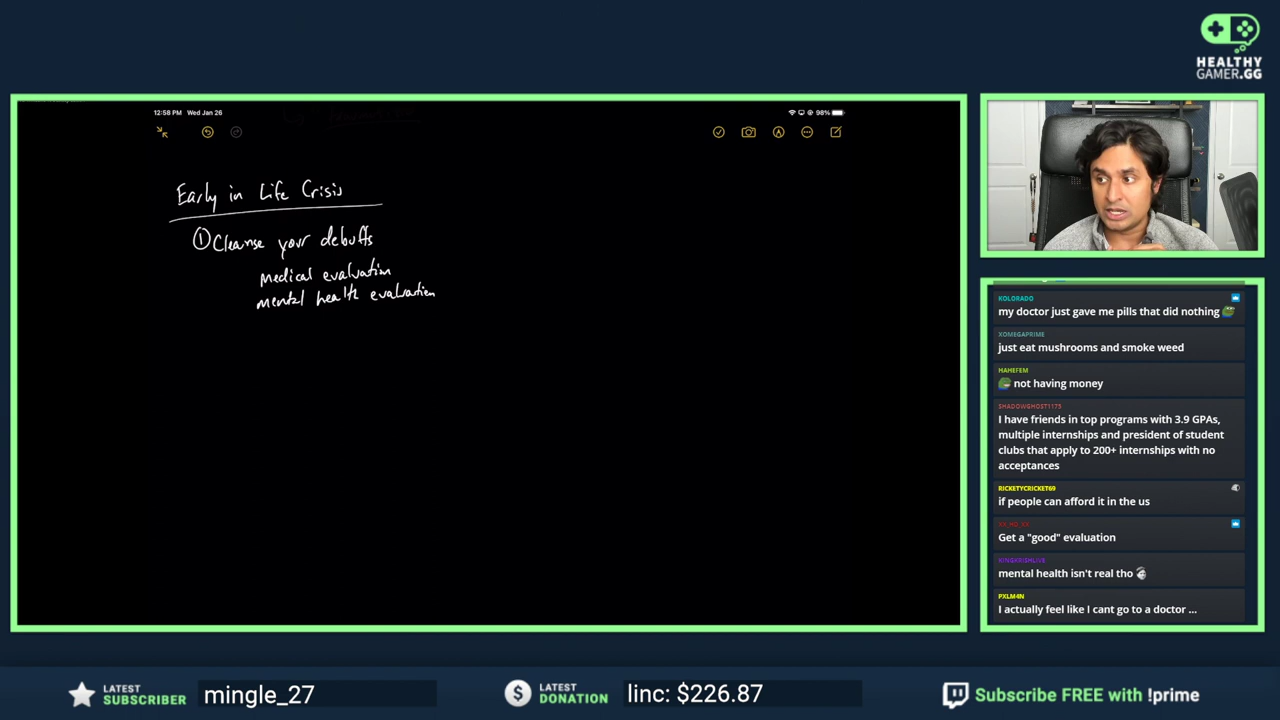 HEALTHY
GAMER.GG
12:58 PM Wed Jan 26
98%
Early in Life Crisis
① Cleanse your debuffs
medical evaluation
mental health evaluation
KOLORADO
my doctor just gave me pills that did nothing
XOMEGAPRIME
just eat mushrooms and smoke weed
HAHEFEM
not having money
SHADOWGHOST1175
I have friends in top programs with 3.9 GPAs,
multiple internships and president of student
clubs that apply to 200+ internships with no
acceptances
RICKETYCRICKET69
if people can afford it in the us
Get a "good" evaluation
mental health isn't real tho
PXLM4N
I actually feel like I cant go to a doctor ...
LATEST
SUBSCRIBER
mingle_27
LATEST
DONATION
linc: $226.87
Subscribe FREE with !prime